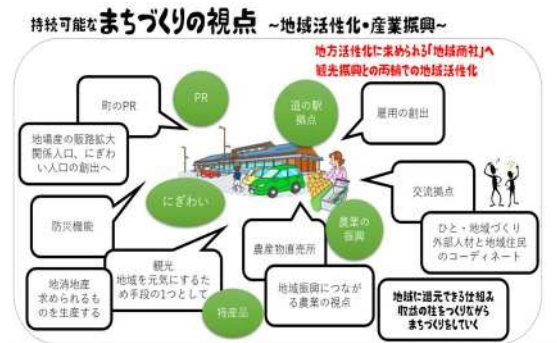 持続可能なまちづくりの視点 ~地域活性化・産業振興~
地方活性化に求められる「地域商社」へ
観光振興との両輪での地域活性化
町のPR
PR
道の駅
拠点
雇用の創出
地場産の販路拡大
関係人口、にぎわ
い人口の創出へ
交流拠点
にぎわい
農業の
振興
ひと・地域づくり
外部人材と地域住民
のコーディネート
防災機能
観光
地域を元気にするた
め手段の1つとして
農産物直売所
地消地産
求められるも
のを生産する
特産品
地域振興につなが
る農業の視点
地域に還元できる仕組み
収益の柱をつくりながら
まちづくりをしていく